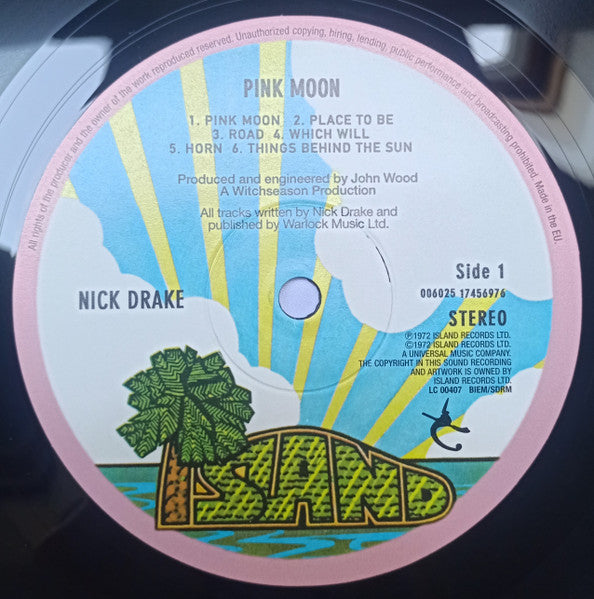 All rights of the producer and the owner of the work reproduced reserved. Unauthorized copying, hiring, lending, public performance and broadcasting prohibited. Made in the EU.
PINK MOON
1. PINK MOON 2. PLACE TO BE
3. ROAD 4. WHICH WILL
5. HORN 6. THINGS BEHIND THE SUN
Produced and engineered by John Wood
A Witchseason Production
All tracks written by Nick Drake and
published by Warlock Music Ltd.
NICK DRAKE
Side 1
006025 17456976
STEREO
℗1972 ISLAND RECORDS LTD.
©1972 ISLAND RECORDS LTD.
A UNIVERSAL MUSIC COMPANY.
THE COPYRIGHT IN THIS SOUND RECORDING
AND ARTWORK IS OWNED BY
ISLAND RECORDS LTD.
LC 00407 BIEM/SDRM
ISLAND